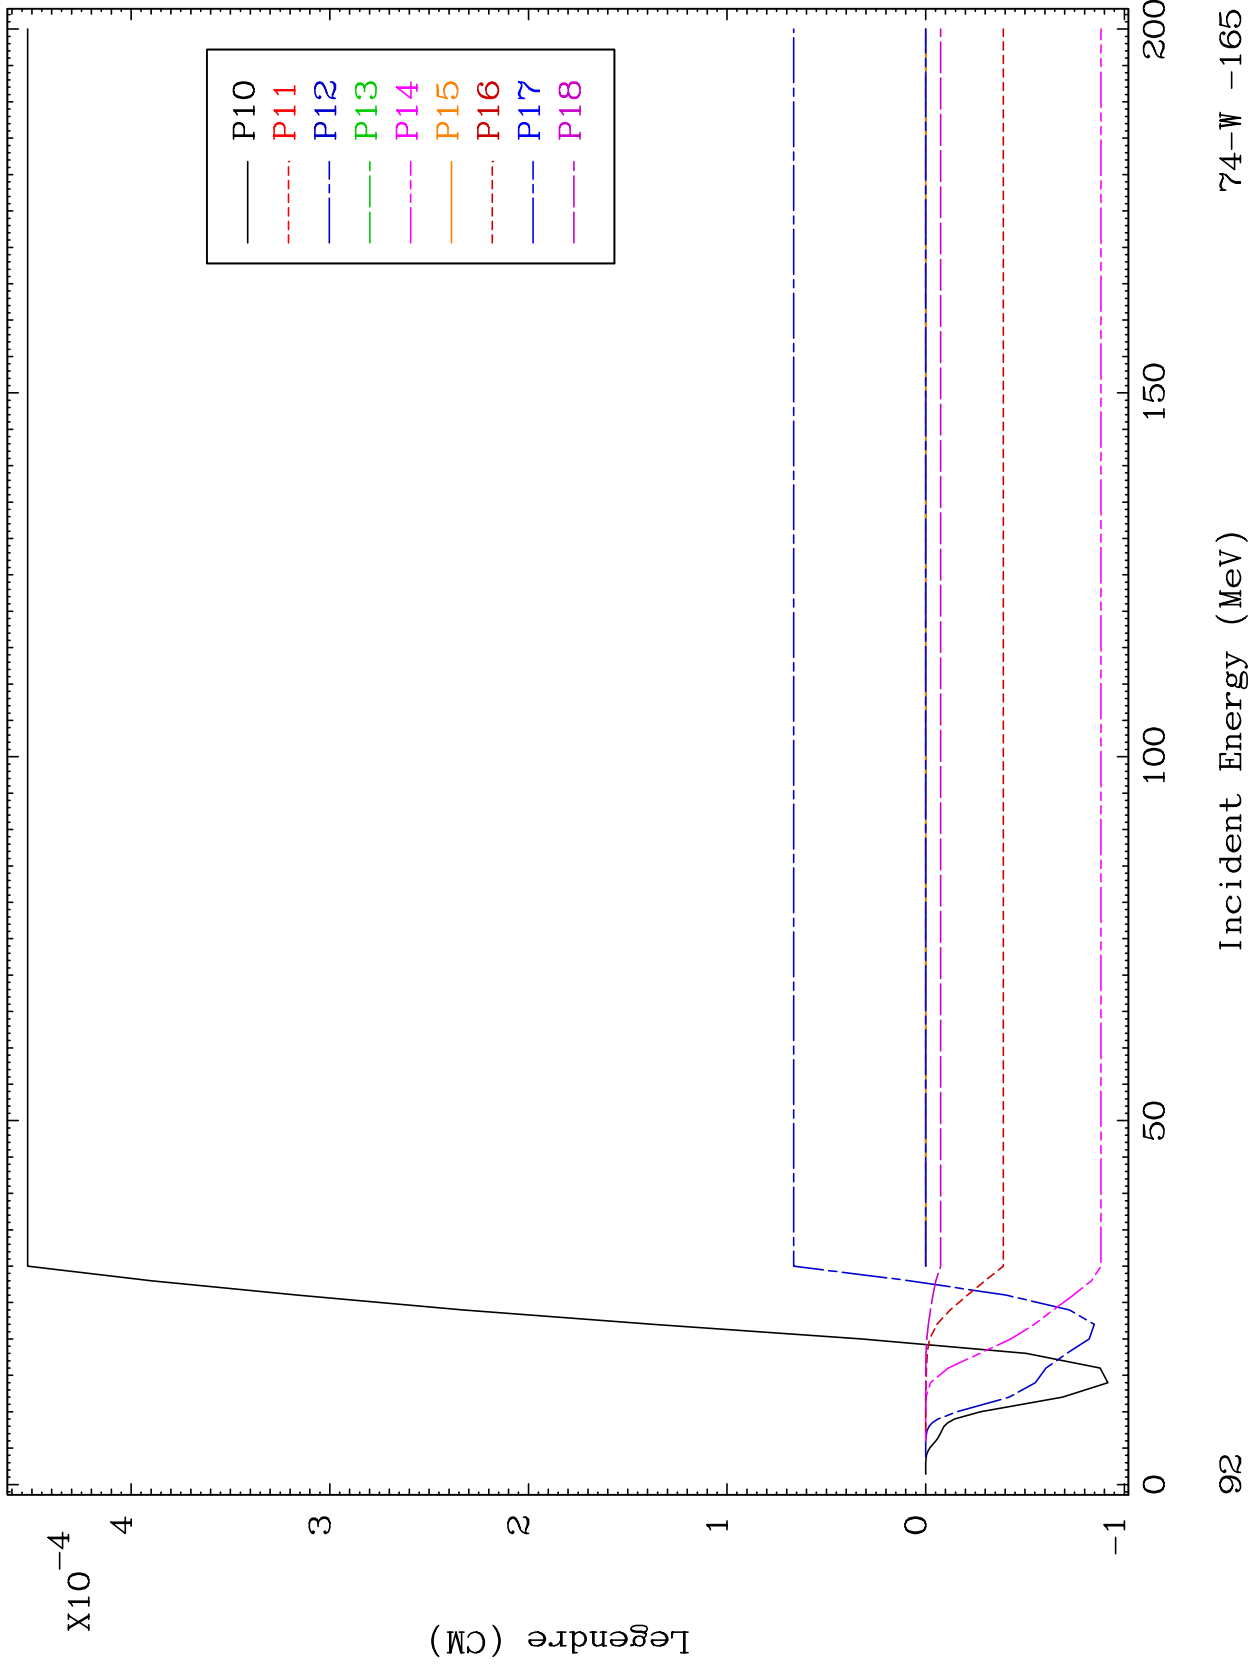 X10⁻⁴
Legendre (CM)
4
3
2
1
0
-1
P10
P11
P12
P13
P14
P15
P16
P17
P18
0
50
100
150
200
Incident Energy (MeV)
92
74-W -165